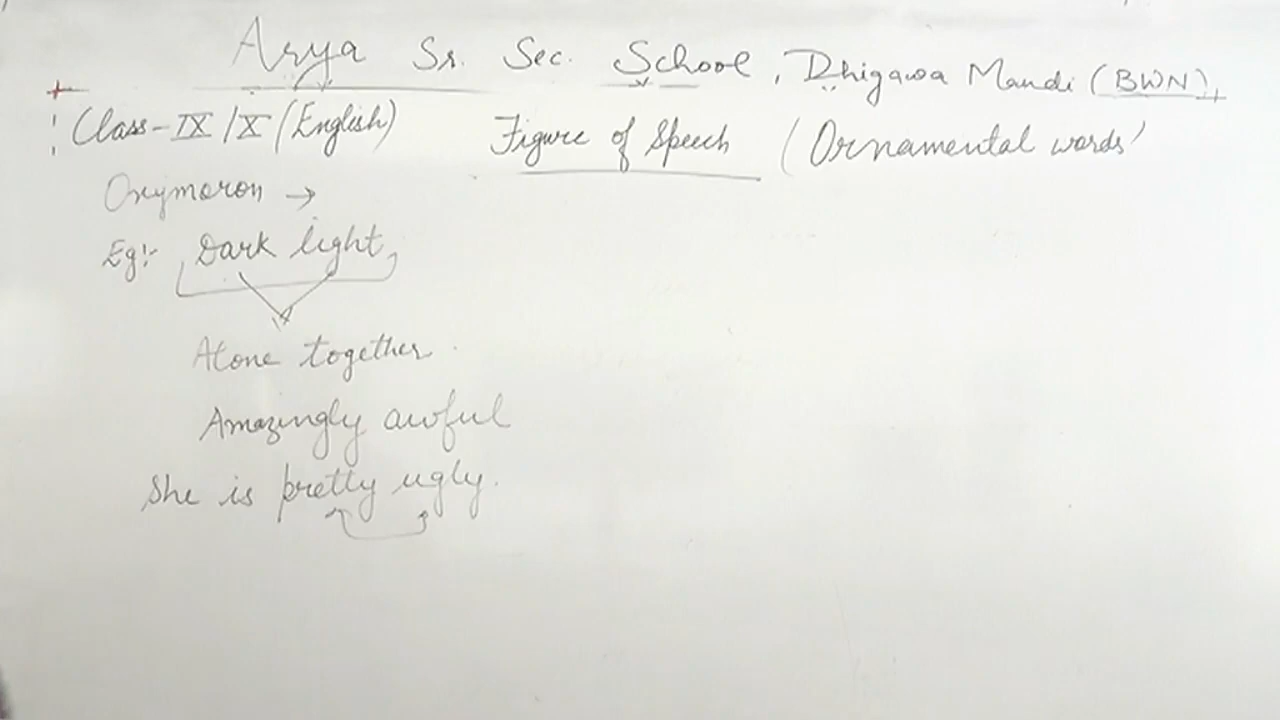 Arya Sr. Sec. School, Dhigawa Mandi (BWN),
Class-IX/X (English) Figure of Speech (Ornamental words)
Oxymoron →
Eg:- Dark light,
Alone together.
Amazingly awful
She is pretty ugly.